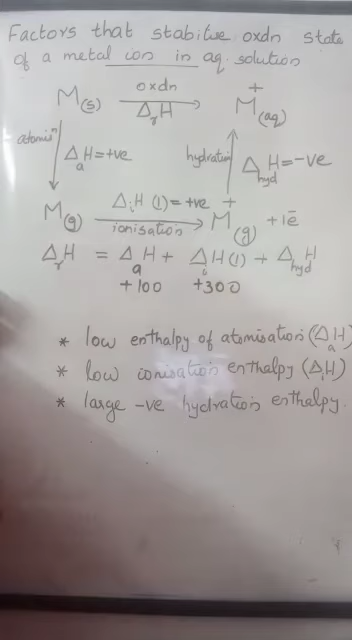 Factors that stabilise oxdn state
of a metal ion in aq. solution
M(s) oxdn ΔrH → M+(aq)
atomisn ΔaH=+ve
hydration ΔhydH=-ve
M(g) ΔiH (1)=+ve ionisation → M+(g) +1ē
ΔrH = ΔaH + ΔiH(1) + ΔhydH
+100 +300
* low enthalpy of atomisation (ΔaH)
* low ionisation enthalpy (ΔiH)
* large -ve hydration enthalpy.